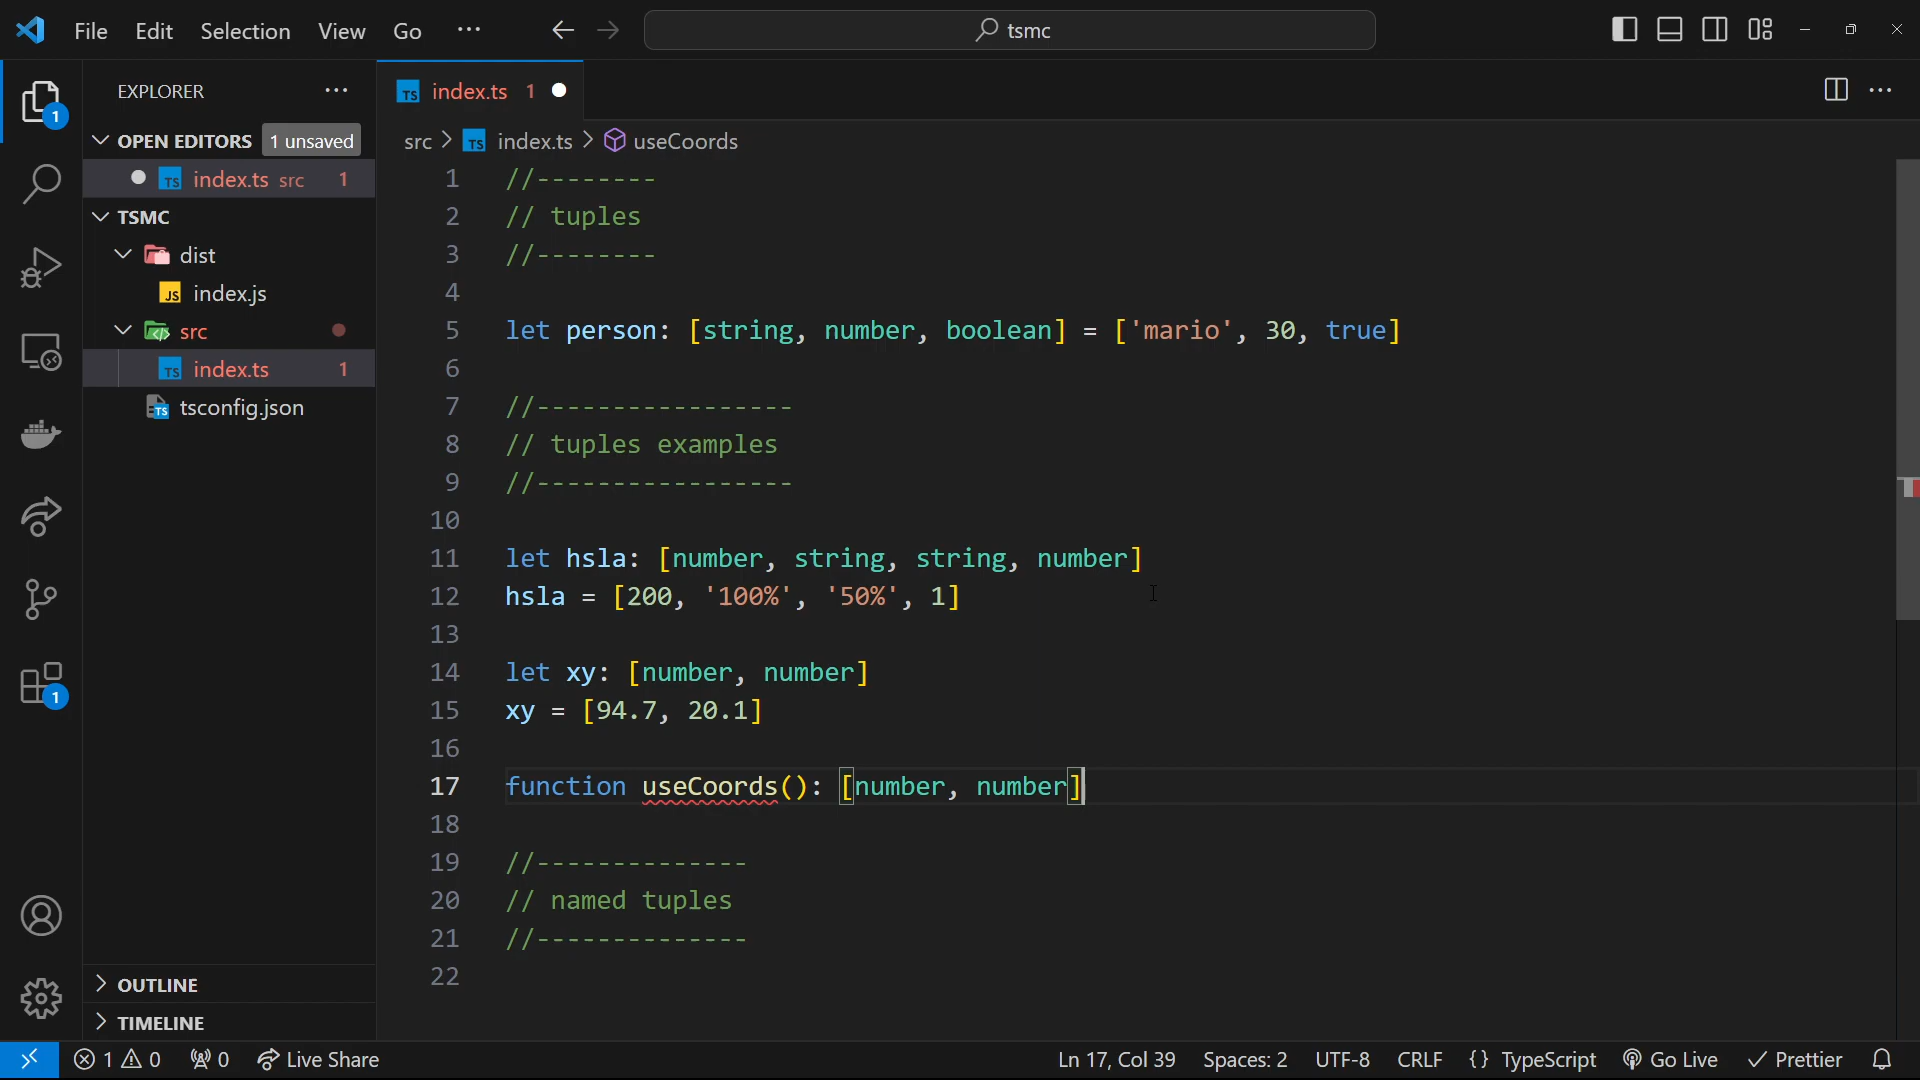 File Edit Selection View Go ··· tsmc
EXPLORER ···
OPEN EDITORS 1 unsaved
index.ts src 1
TSMC
dist
index.js
src
index.ts 1
tsconfig.json
OUTLINE
TIMELINE
index.ts 1
src > index.ts > useCoords
1 //--------
2 // tuples
3 //--------
4
5 let person: [string, number, boolean] = ['mario', 30, true]
6
7 //-----------------
8 // tuples examples
9 //-----------------
10
11 let hsla: [number, string, string, number]
12 hsla = [200, '100%', '50%', 1]
13
14 let xy: [number, number]
15 xy = [94.7, 20.1]
16
17 function useCoords(): [number, number]
18
19 //--------------
20 // named tuples
21 //--------------
22
1
1
1 0 0 Live Share Ln 17, Col 39 Spaces: 2 UTF-8 CRLF {} TypeScript Go Live Prettier